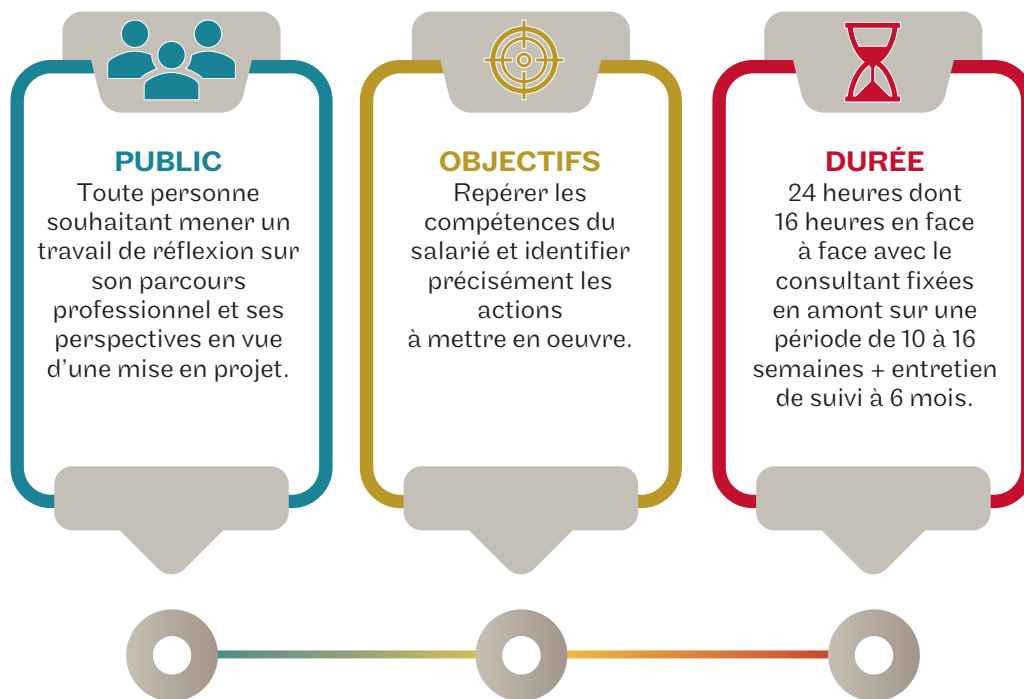 PUBLIC
Toute personne
souhaitant mener un
travail de réflexion sur
son parcours
professionnel et ses
perspectives en vue
d'une mise en projet.
OBJECTIFS
Repérer les
compétences du
salarié et identifier
précisément les
actions
à mettre en oeuvre.
DURÉE
24 heures dont
16 heures en face
à face avec le
consultant fixées
en amont sur une
période de 10 à 16
semaines + entretien
de suivi à 6 mois.